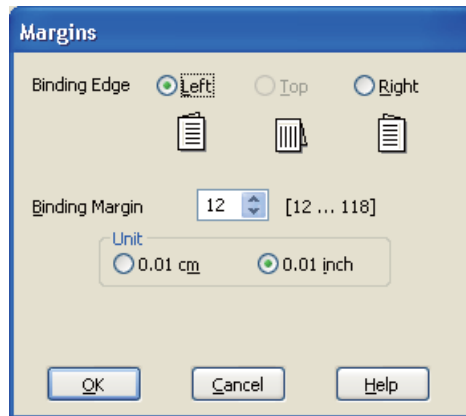 Margins
Binding Edge Left Top Right
Binding Margin 12 [12 ... 118]
Unit
0.01 cm 0.01 inch
OK Cancel Help